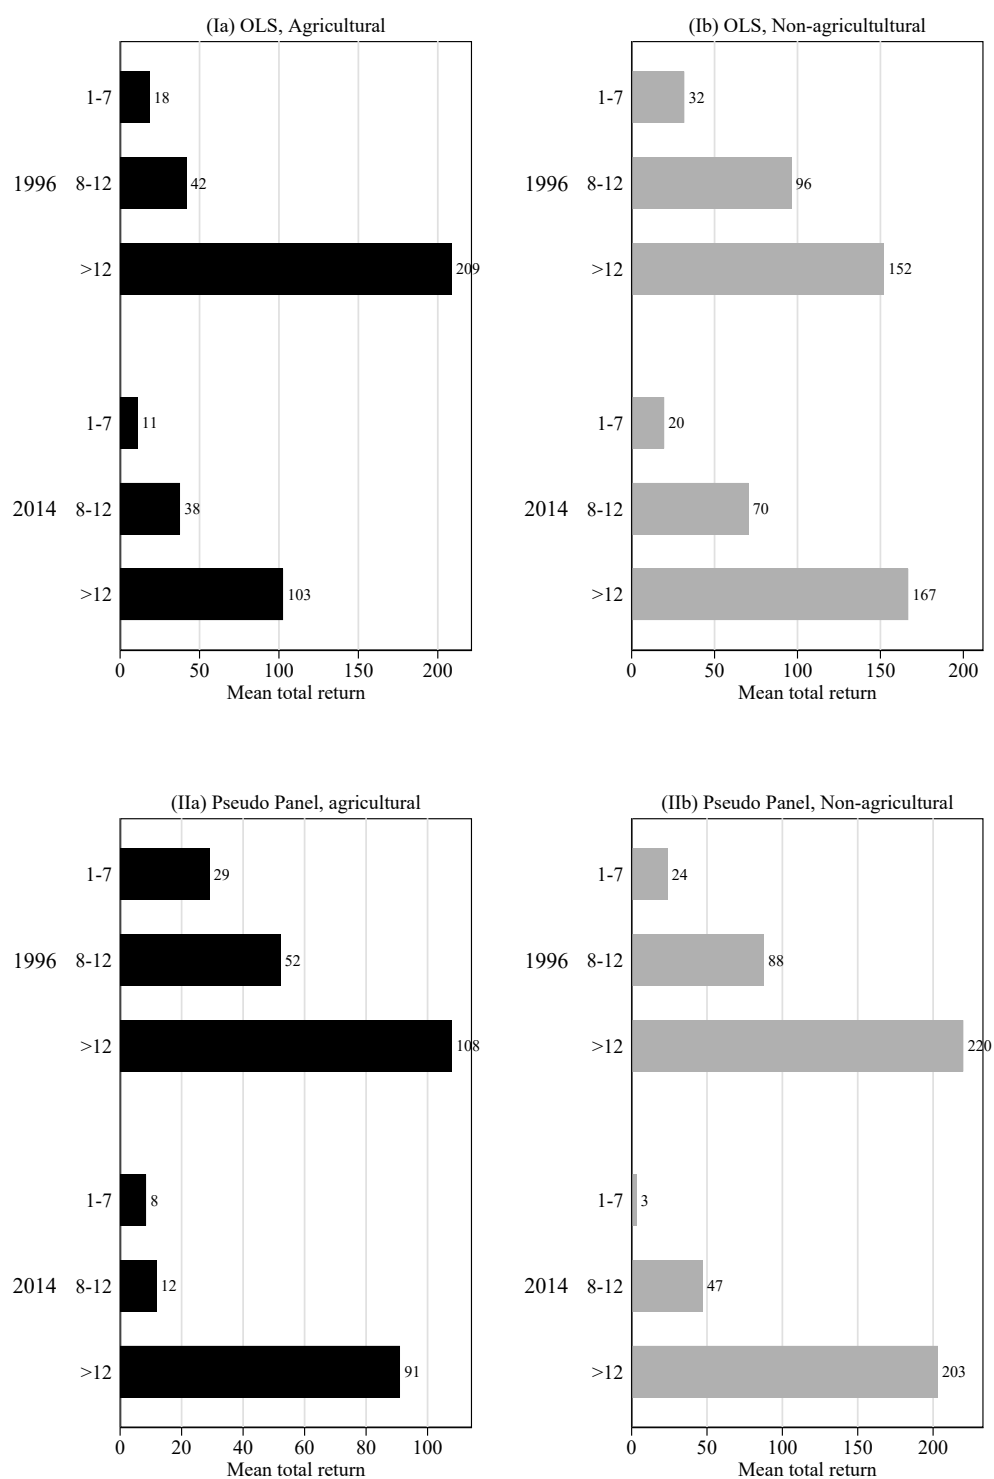 (Ia) OLS, Agricultural
1-7 18
1996 8-12 42
>12 209
1-7 11
2014 8-12 38
>12 103
0 50 100 150 200
Mean total return
(Ib) OLS, Non-agricultultural
1-7 32
1996 8-12 96
>12 152
1-7 20
2014 8-12 70
>12 167
0 50 100 150 200
Mean total return
(IIa) Pseudo Panel, agricultural
1-7 29
1996 8-12 52
>12 108
1-7 8
2014 8-12 12
>12 91
0 20 40 60 80 100
Mean total return
(IIb) Pseudo Panel, Non-agricultural
1-7 24
1996 8-12 88
>12 220
1-7 3
2014 8-12 47
>12 203
0 50 100 150 200
Mean total return